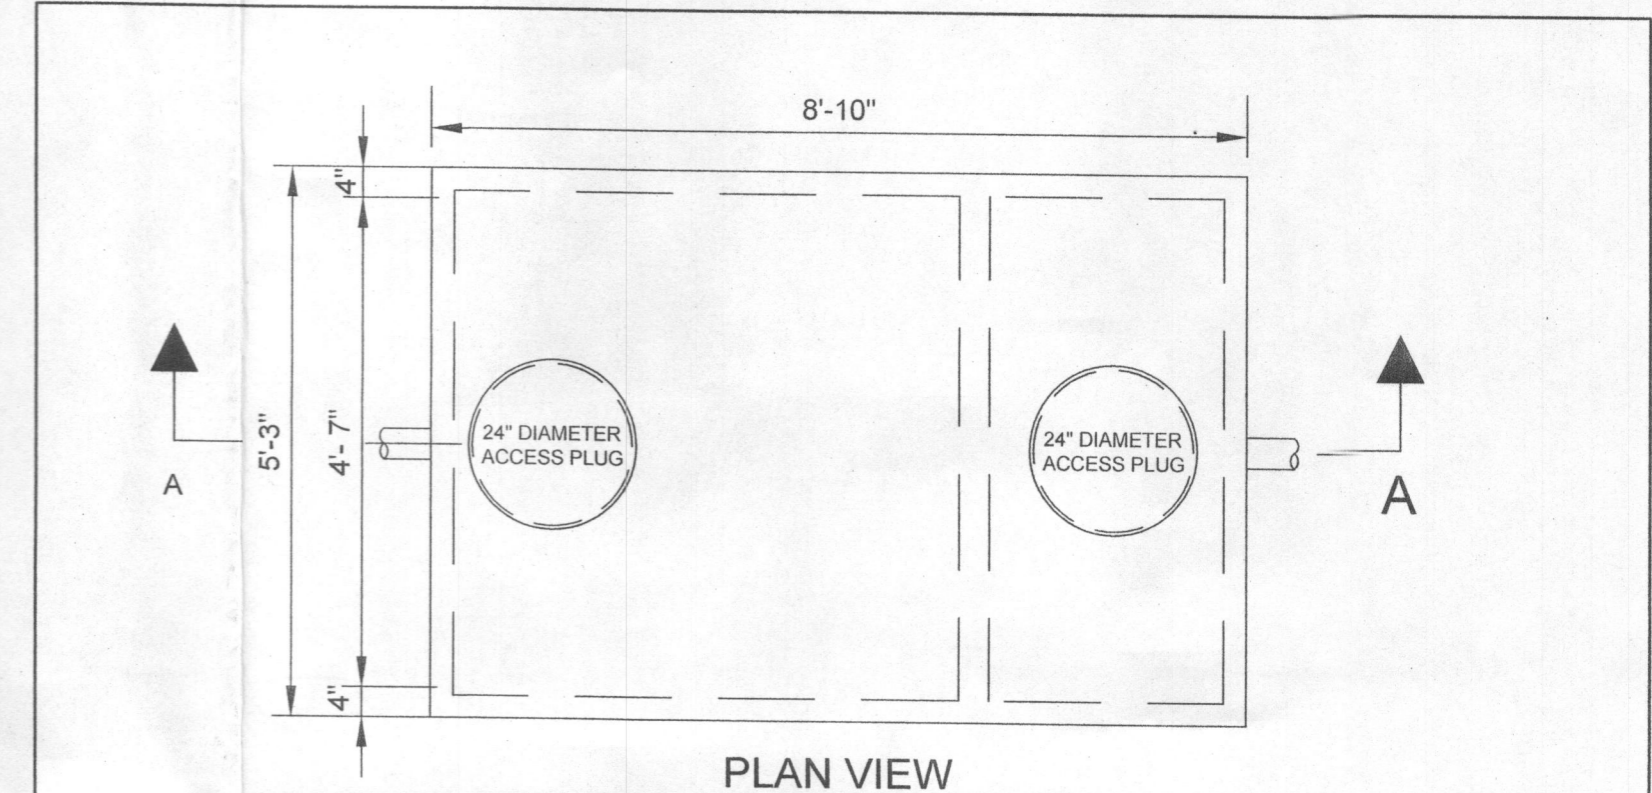 8'-10"
4"
5'-3"
4'- 7"
4"
24" DIAMETER
ACCESS PLUG
24" DIAMETER
ACCESS PLUG
A
A
PLAN VIEW